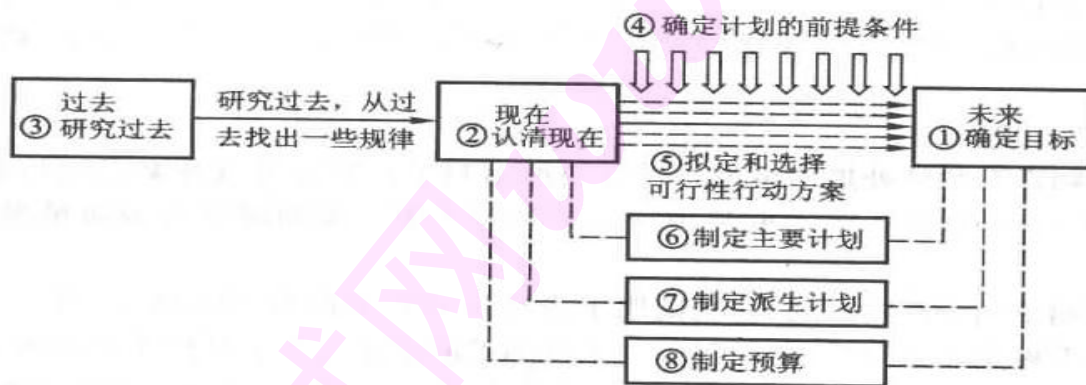 ④ 确定计划的前提条件
过去
③ 研究过去
研究过去，从过
去找出一些规律
现在
② 认清现在
未来
① 确定目标
⑤ 拟定和选择
可行性行动方案
⑥ 制定主要计划
⑦ 制定派生计划
⑧ 制定预算
试网 w